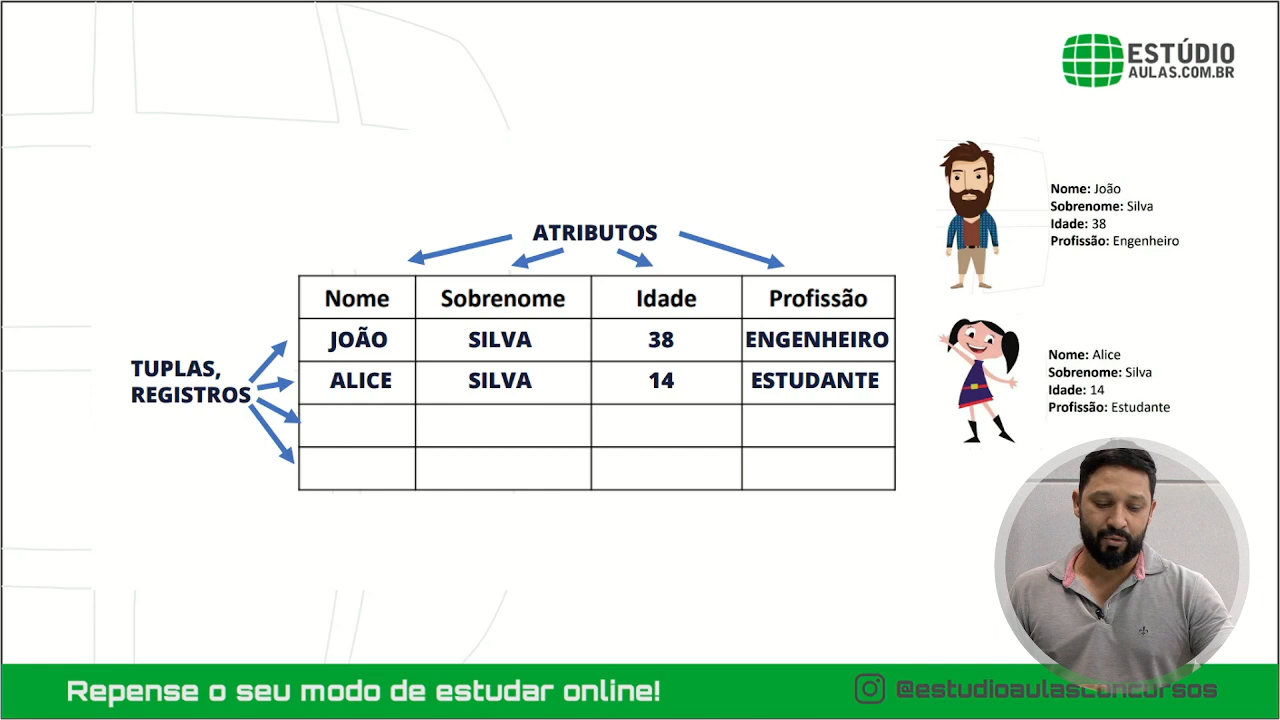 ESTÚDIO
AULAS.COM.BR
Nome: João
Sobrenome: Silva
Idade: 38
Profissão: Engenheiro
ATRIBUTOS
Nome Sobrenome Idade Profissão
JOÃO SILVA 38 ENGENHEIRO
ALICE SILVA 14 ESTUDANTE
TUPLAS,
REGISTROS
Nome: Alice
Sobrenome: Silva
Idade: 14
Profissão: Estudante
Repense o seu modo de estudar online!
@estudioaulasconcursos